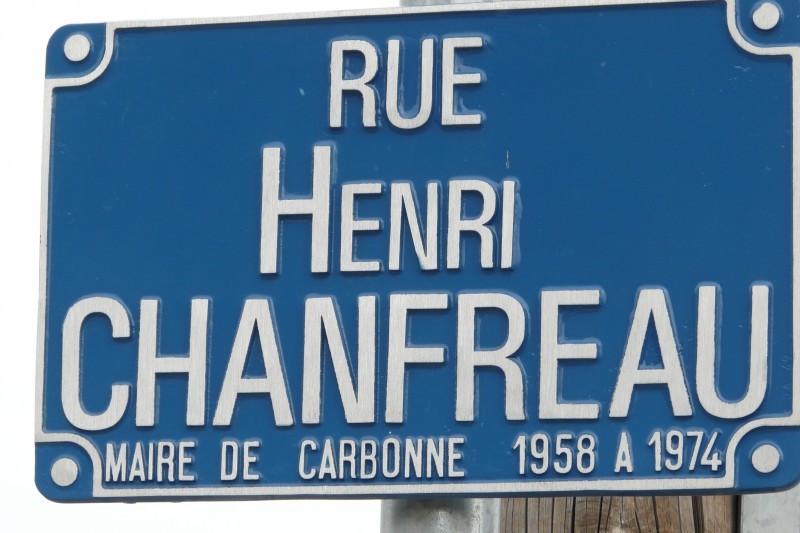 RUE
HENRI
CHANFREAU
MAIRE DE CARBONNE 1958 A 1974